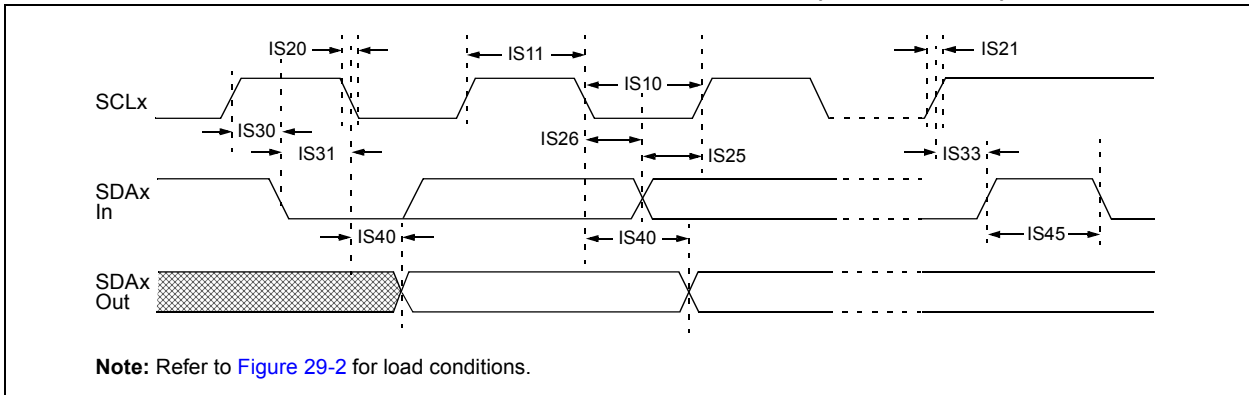 IS20
IS11
IS21
IS10
SCLx
IS30
IS26
IS31
IS25
IS33
SDAx
In
IS40
IS40
IS45
SDAx
Out
Note: Refer to Figure 29-2 for load conditions.